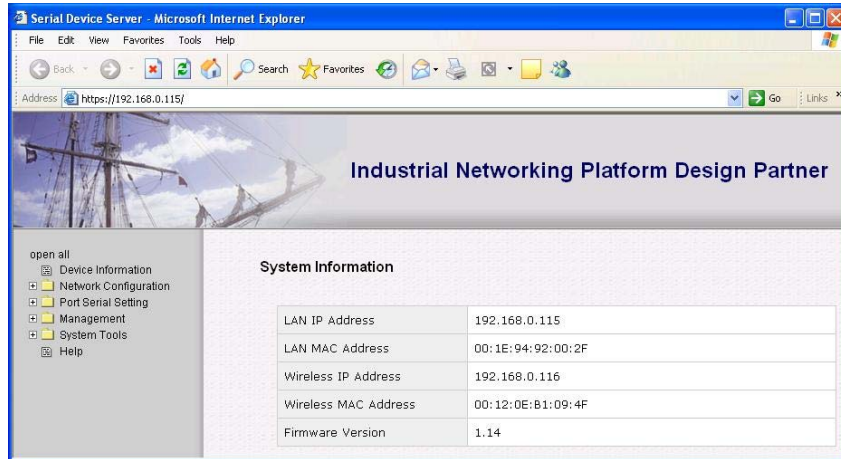 Serial Device Server - Microsoft Internet Explorer
File Edit View Favorites Tools Help
Back Search Favorites
Address https://192.168.0.115/ Go Links »
Industrial Networking Platform Design Partner
open all
Device Information
Network Configuration
Port Serial Setting
Management
System Tools
Help
System Information
LAN IP Address 192.168.0.115
LAN MAC Address 00:1E:94:92:00:2F
Wireless IP Address 192.168.0.116
Wireless MAC Address 00:12:0E:B1:09:4F
Firmware Version 1.14